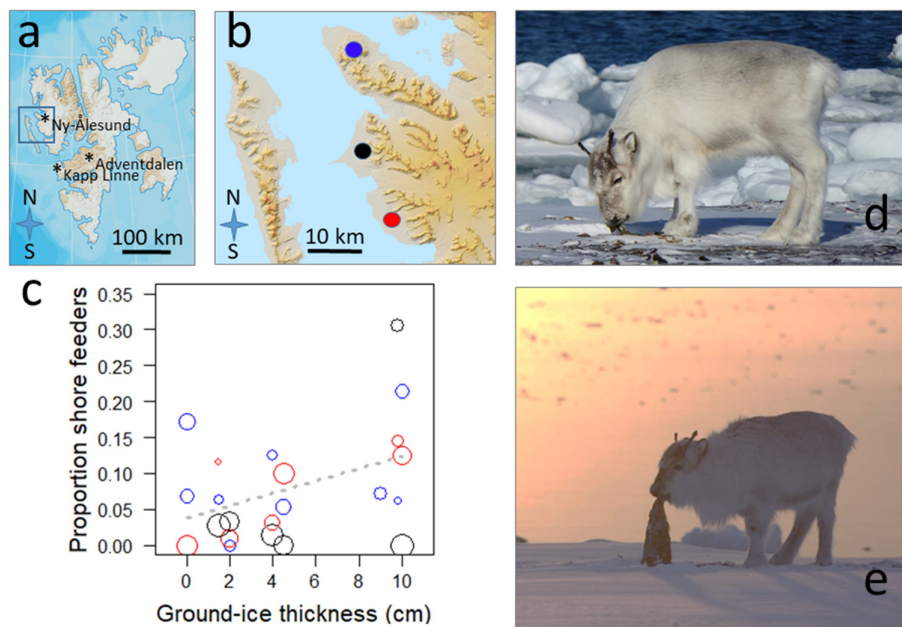 a
Ny-Ålesund
Adventdalen
Kapp Linne
N
S
100 km
b
N
S
10 km
d
c
Proportion shore feeders
0.35
0.30
0.25
0.20
0.15
0.10
0.05
0.00
0 2 4 6 8 10
Ground-ice thickness (cm)
e